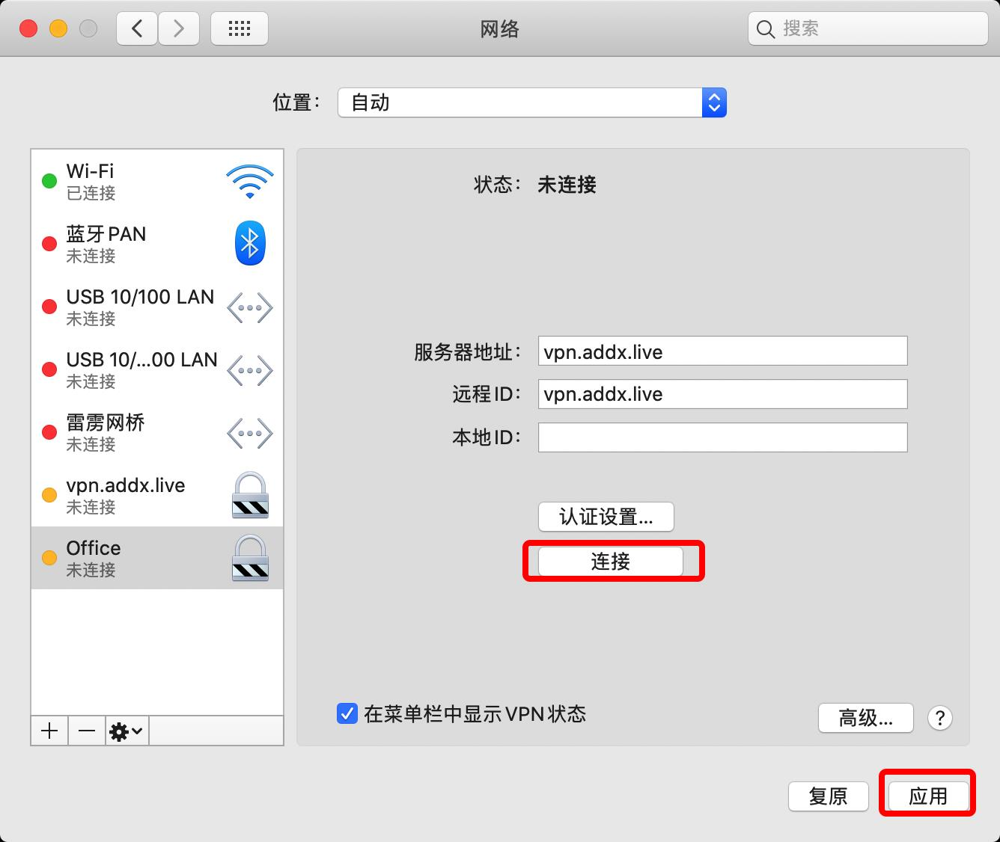 网络
搜索
位置：
自动
Wi-Fi
已连接
蓝牙 PAN
未连接
USB 10/100 LAN
未连接
USB 10/...00 LAN
未连接
雷雳网桥
未连接
vpn.addx.live
未连接
Office
未连接
状态： 未连接
服务器地址： vpn.addx.live
远程 ID： vpn.addx.live
本地 ID：
认证设置...
连接
在菜单栏中显示 VPN 状态
高级...
?
复原
应用